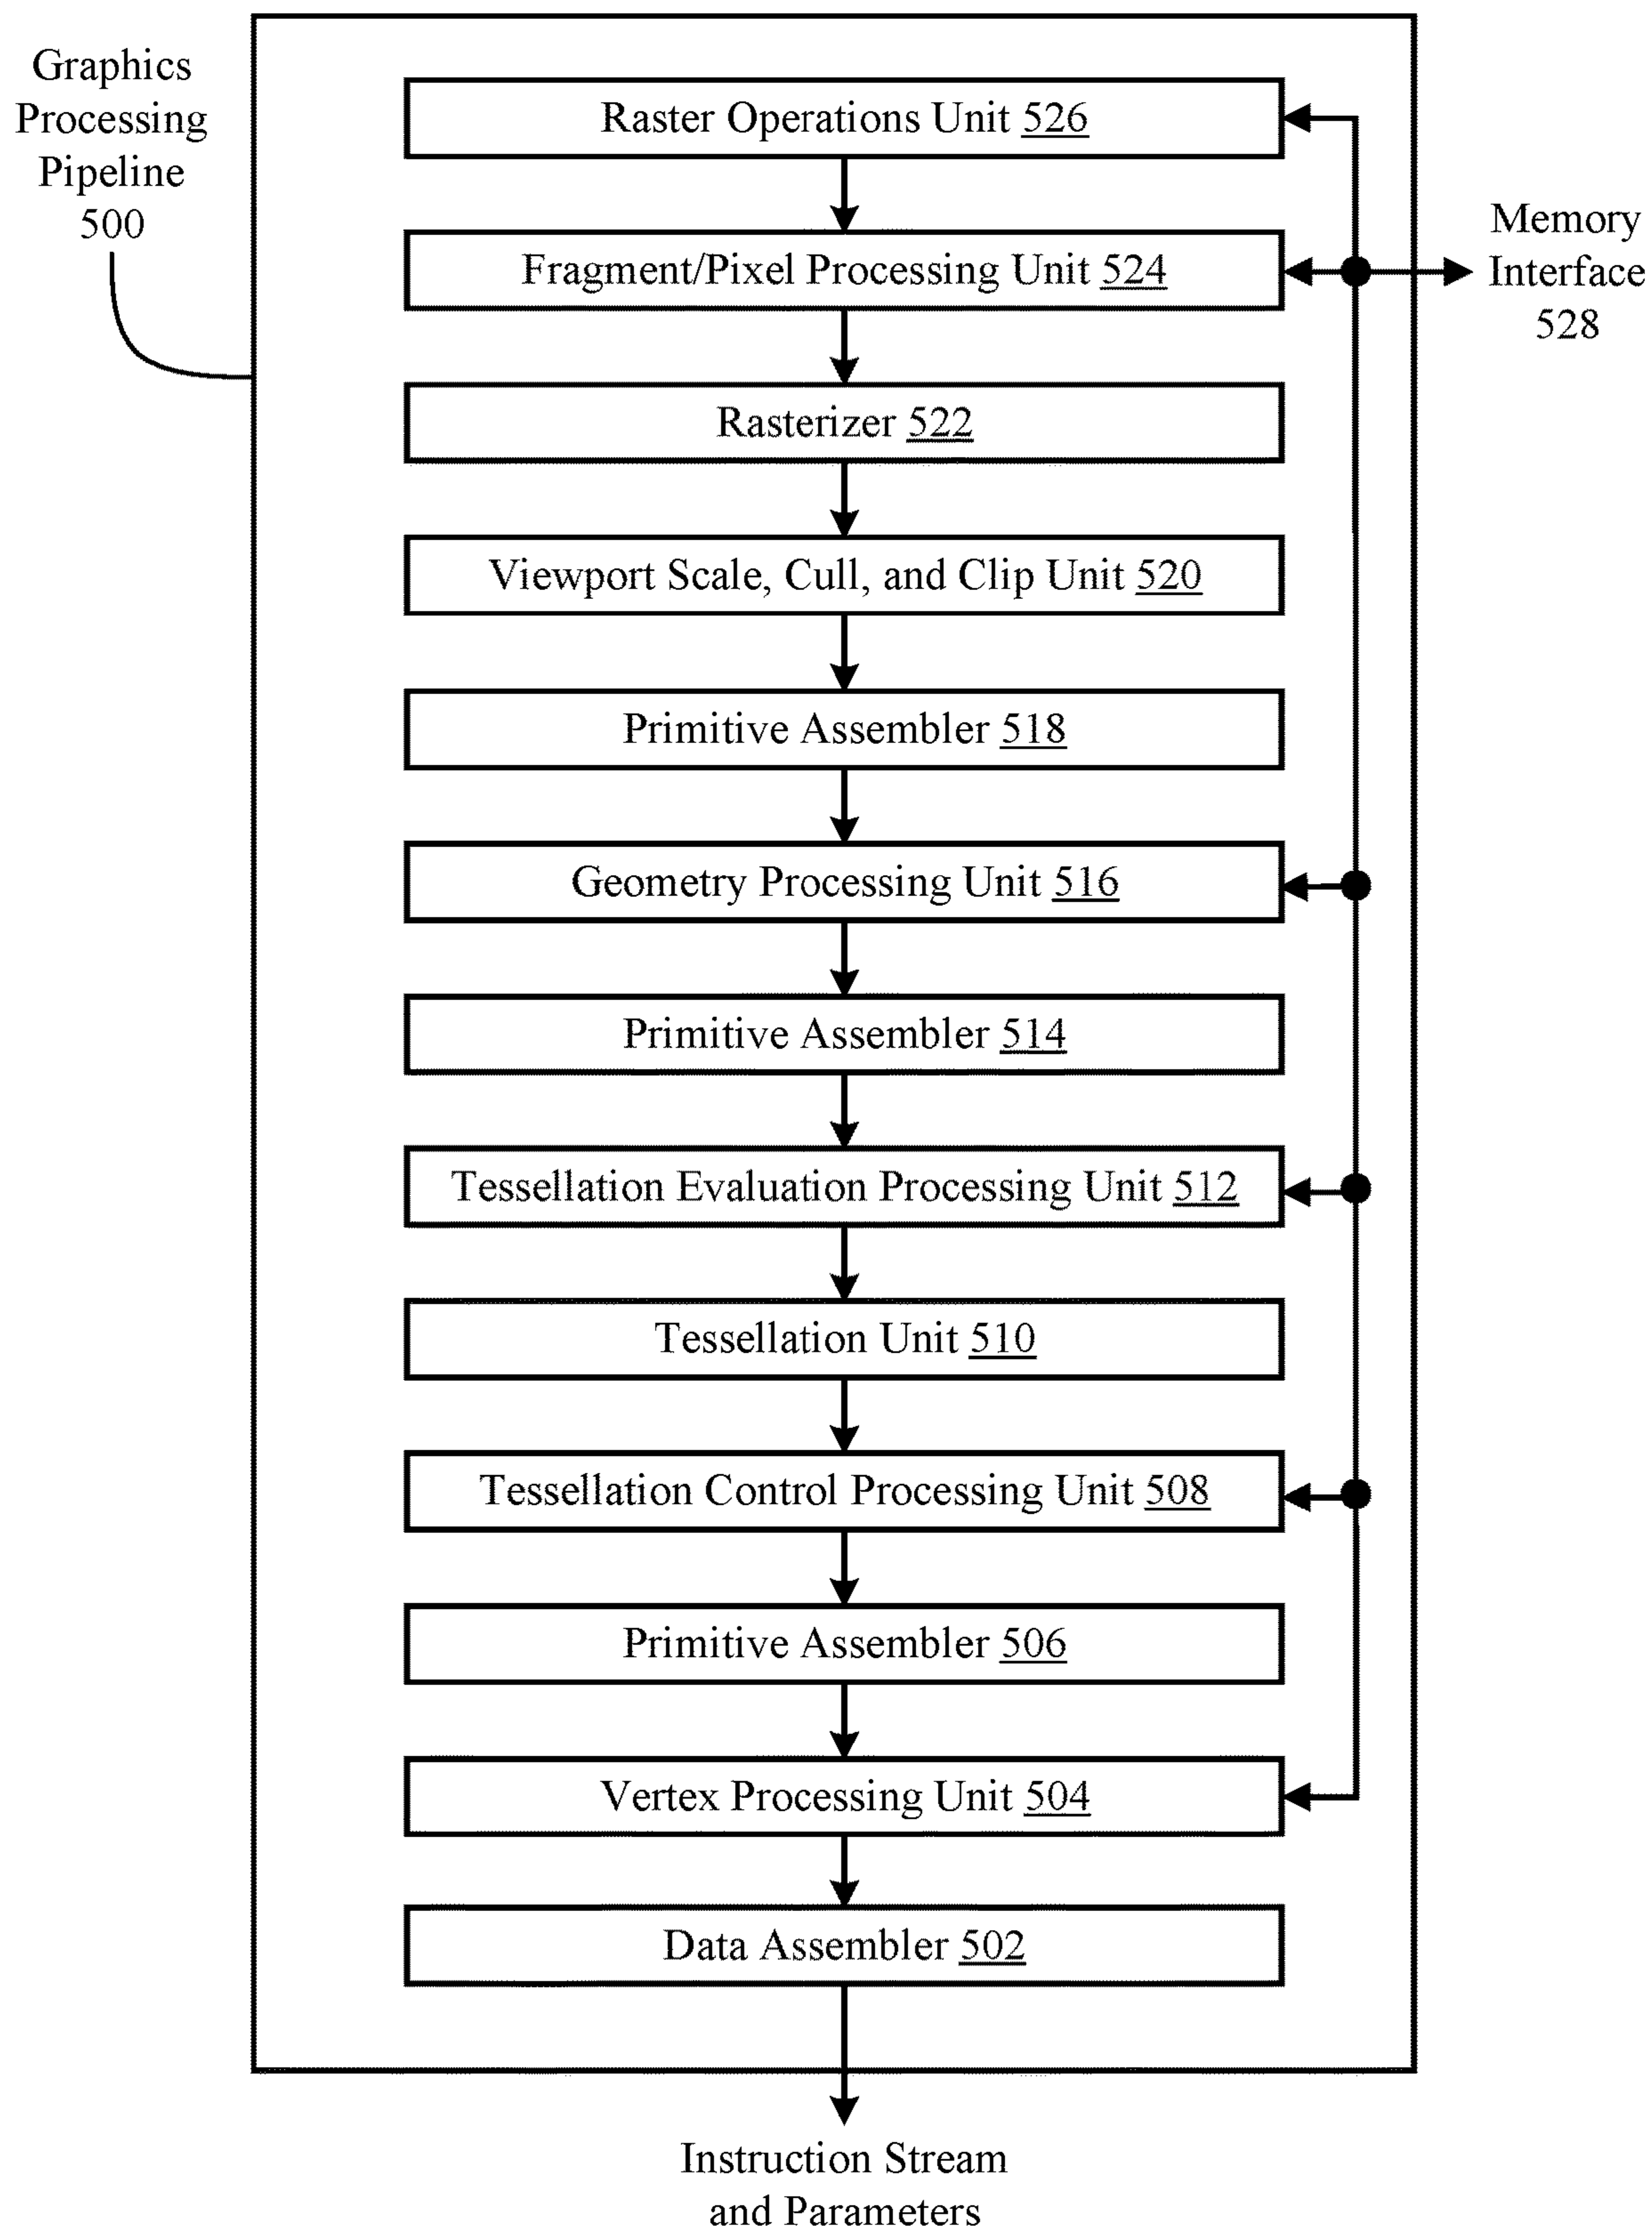 Graphics
Processing
Pipeline
500
Raster Operations Unit 526
Fragment/Pixel Processing Unit 524
Memory
Interface
528
Rasterizer 522
Viewport Scale, Cull, and Clip Unit 520
Primitive Assembler 518
Geometry Processing Unit 516
Primitive Assembler 514
Tessellation Evaluation Processing Unit 512
Tessellation Unit 510
Tessellation Control Processing Unit 508
Primitive Assembler 506
Vertex Processing Unit 504
Data Assembler 502
Instruction Stream
and Parameters